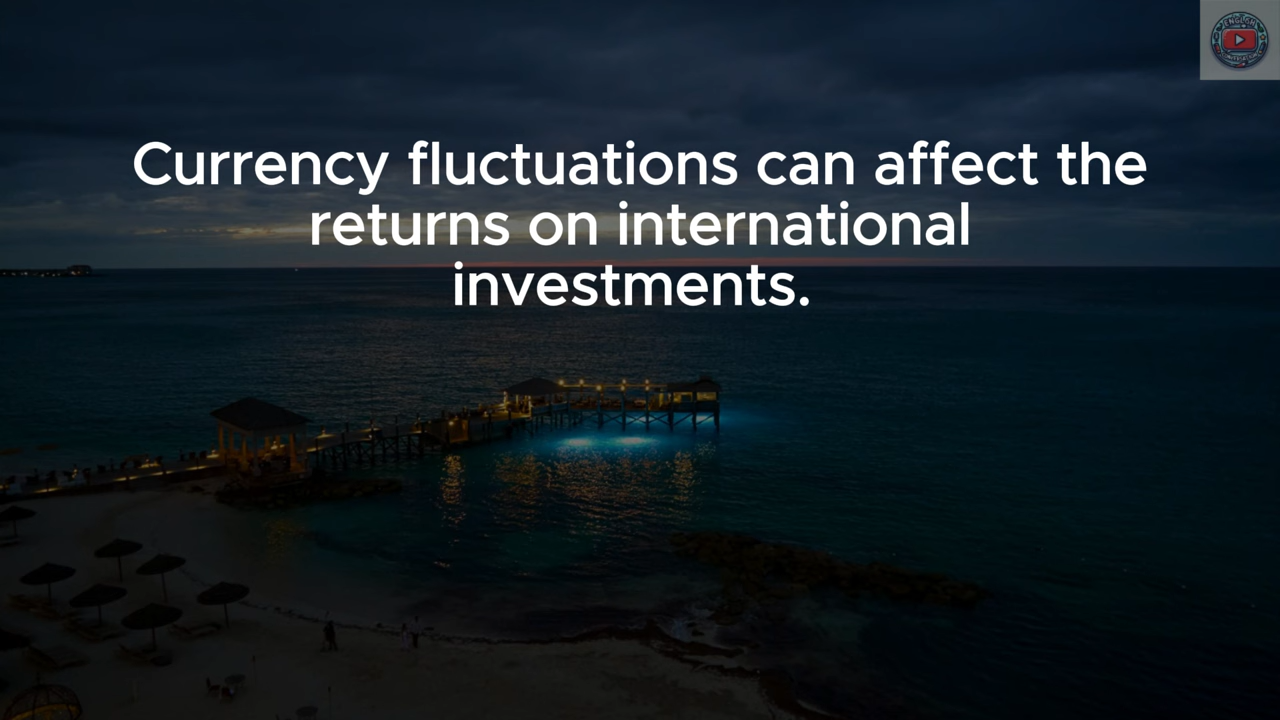 Currency fluctuations can affect the
returns on international
investments.